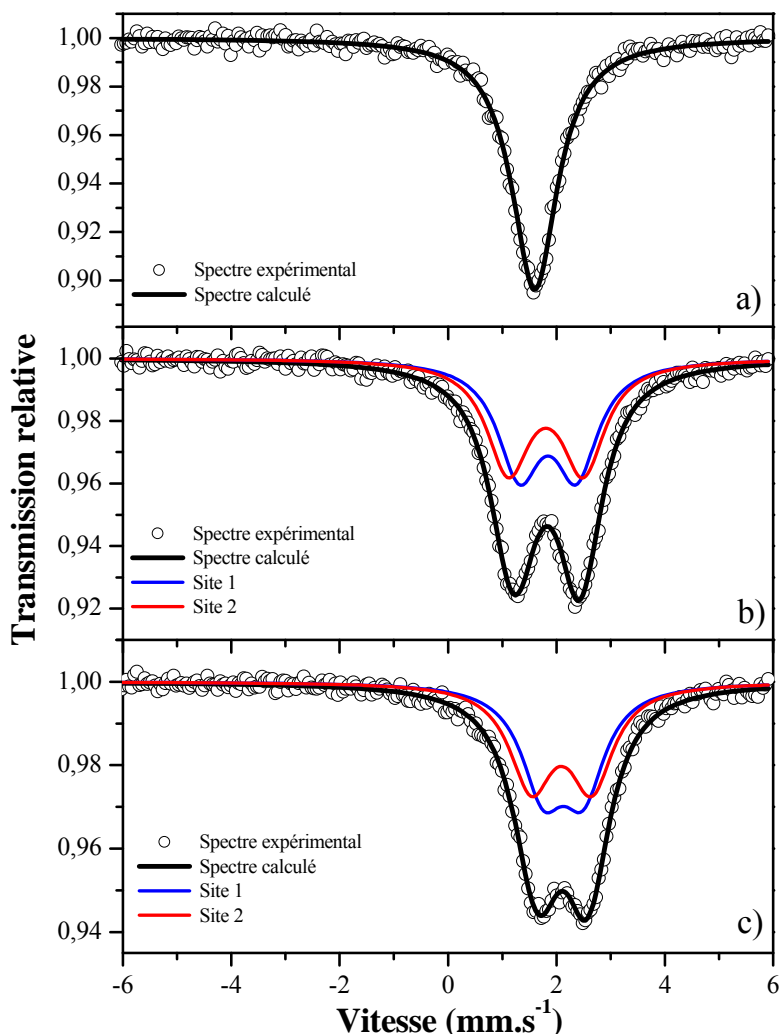 Transmission relative
1,00
0,98
0,96
0,94
0,92
0,90
Spectre expérimental
Spectre calculé
a)
1,00
0,98
0,96
0,94
0,92
Spectre expérimental
Spectre calculé
Site 1
Site 2
b)
1,00
0,98
0,96
0,94
Spectre expérimental
Spectre calculé
Site 1
Site 2
c)
-6 -4 -2 0 2 4 6
Vitesse (mm.s⁻¹)